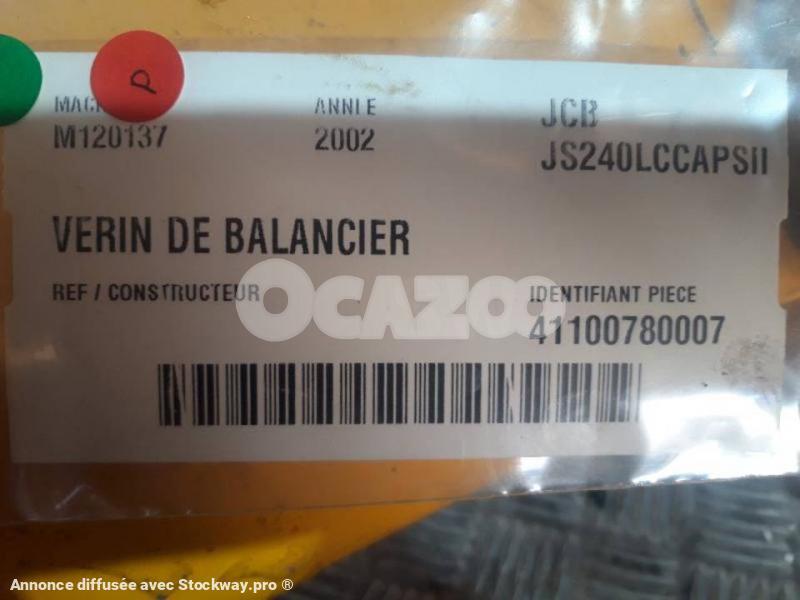 P
ANNEE
JCB
M120137
2002
JS240LCCAPSII
VERIN DE BALANCIER
REF / CONSTRUCTEUR
IDENTIFIANT PIECE
OCAZOO
41100780007
Annonce diffusée avec Stockway.pro ®